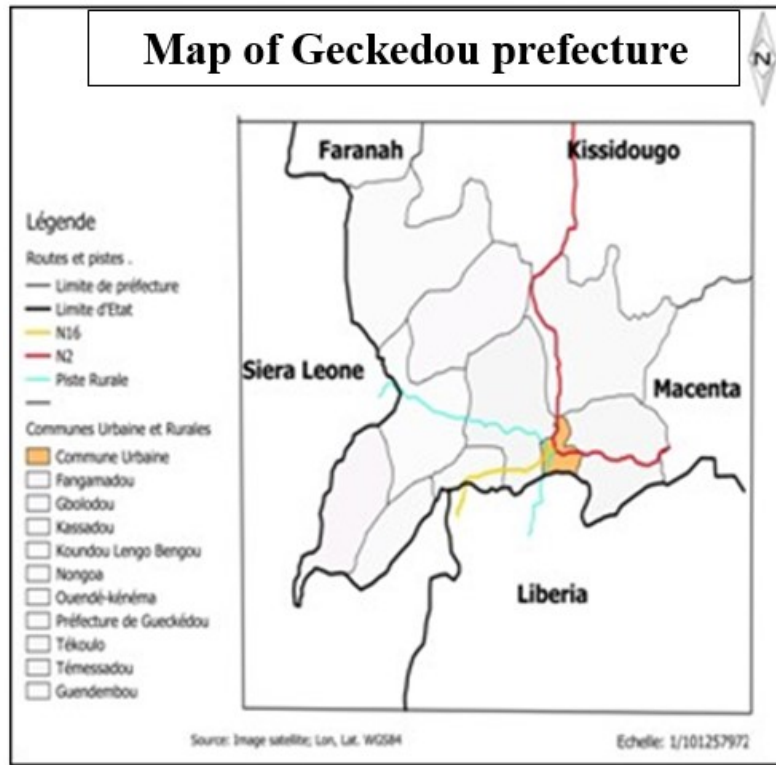 Map of Geckedou prefecture
N
Faranah
Kissidougo
Siera Leone
Macenta
Liberia
Légende
Routes et pistes .
Limite de préfecture
Limite d'Etat
N16
N2
Piste Rurale
Communes Urbaine et Rurales
Commune Urbaine
Fangamadou
Gbolodou
Kassadou
Koundou Lengo Bengou
Nongoa
Ouendé-kénéma
Préfecture de Gueckédou
Tékoulo
Témessadou
Guendembou
Source: Image satellite; Lon, Lat. WGS84
Echelle: 1/101257972